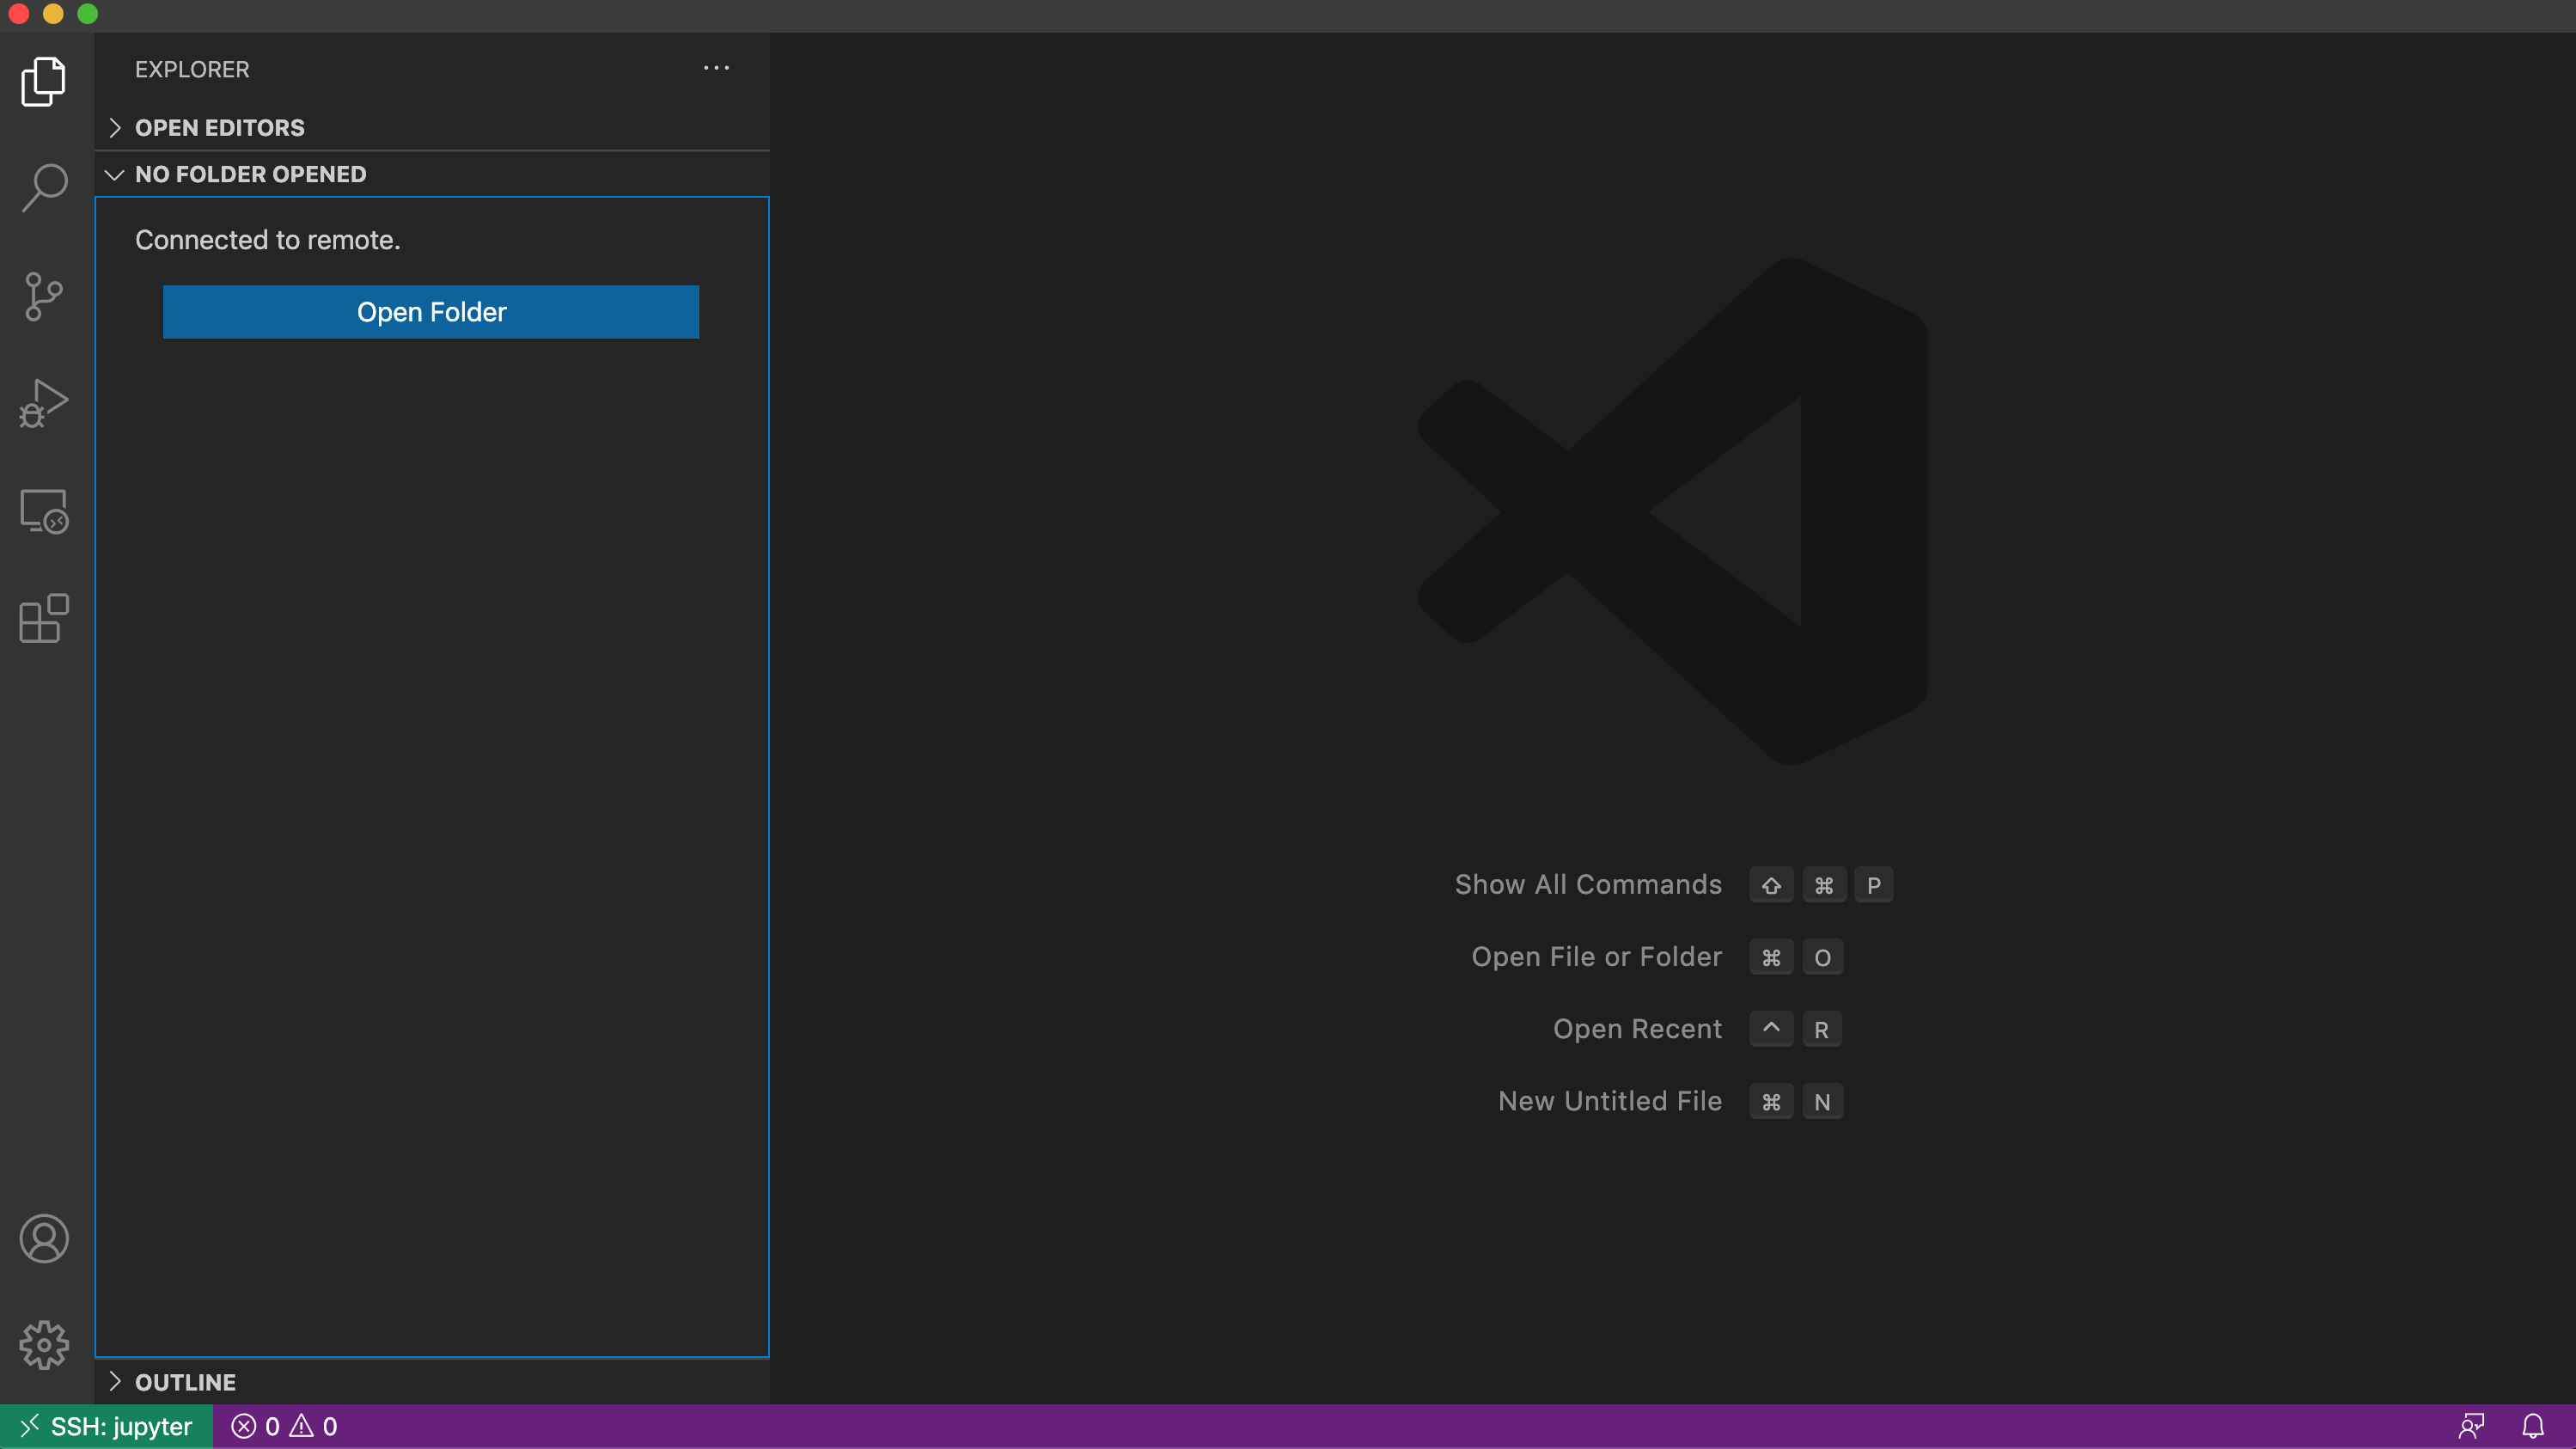 EXPLORER
OPEN EDITORS
NO FOLDER OPENED
Connected to remote.
Open Folder
Show All Commands ⇧ ⌘ P
Open File or Folder ⌘ O
Open Recent ^ R
New Untitled File ⌘ N
OUTLINE
SSH: jupyter 0 0